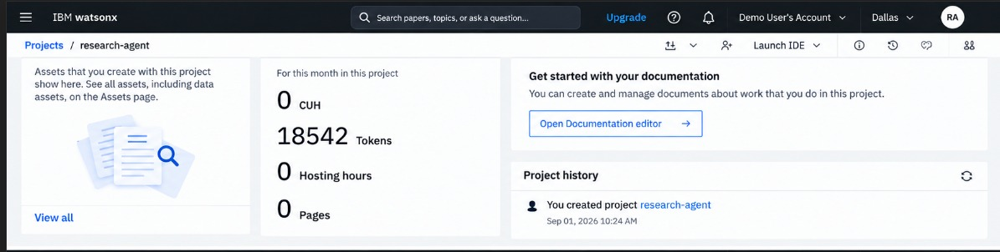 IBM watsonx
Search papers, topics, or ask a question...
Upgrade
Demo User's Account
Dallas
RA
Projects / research-agent
Launch IDE
Assets that you create with this project
show here. See all assets, including data
assets, on the Assets page.
View all
For this month in this project
0 CUH
18542 Tokens
0 Hosting hours
0 Pages
Get started with your documentation
You can create and manage documents about work that you do in this project.
Open Documentation editor
Project history
You created project research-agent
Sep 01, 2026 10:24 AM